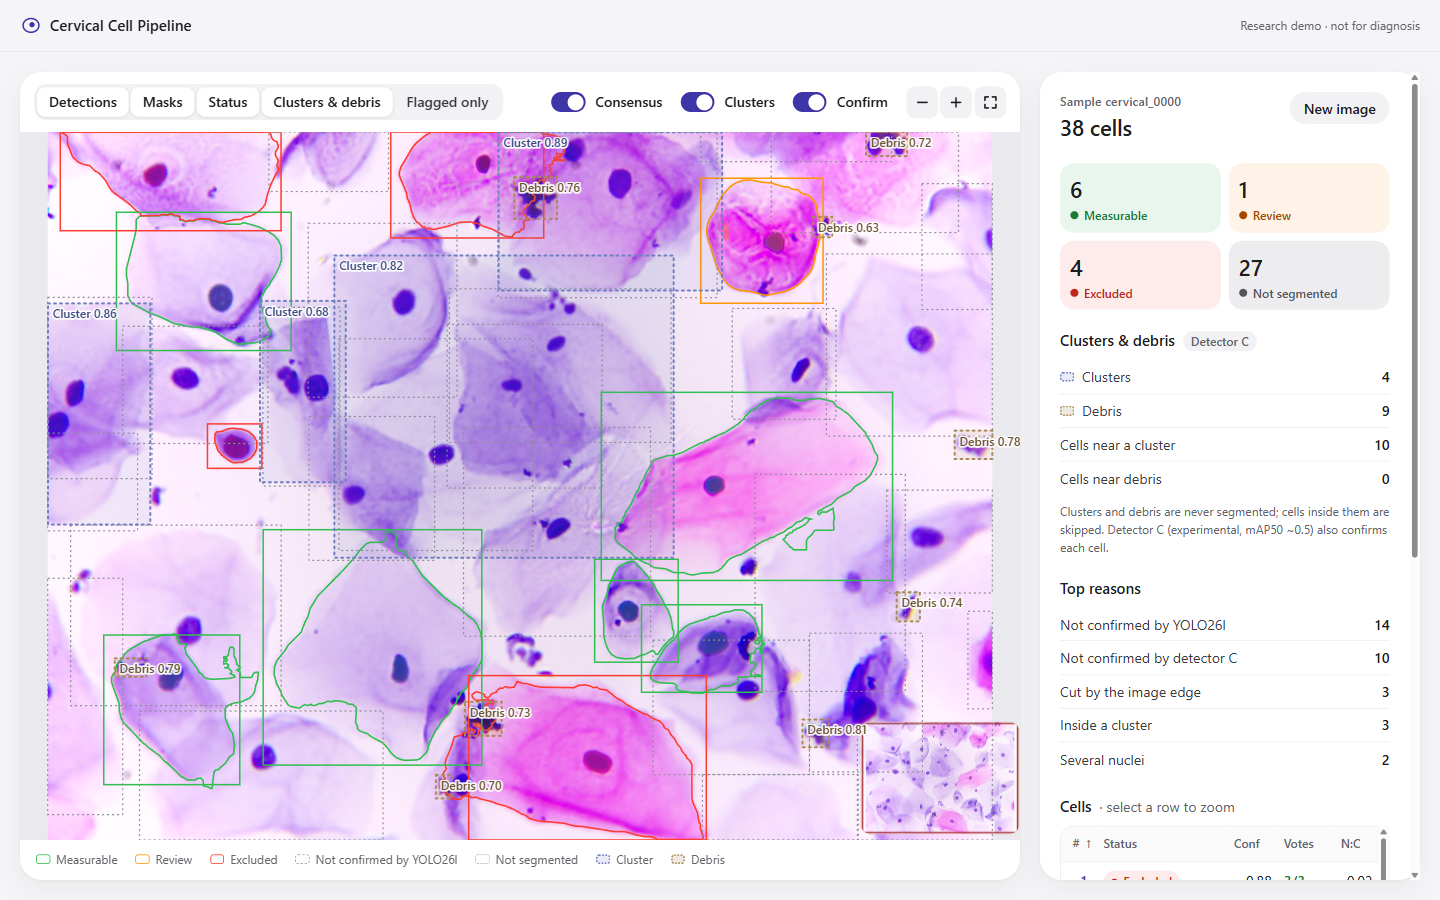 Cervical Cell Pipeline
Research demo · not for diagnosis
Detections
Masks
Status
Clusters & debris
Flagged only
Consensus
Clusters
Confirm
Cluster 0.89
Debris 0.72
Debris 0.76
Debris 0.63
Cluster 0.82
Cluster 0.86
Cluster 0.68
Debris 0.78
Debris 0.74
Debris 0.79
Debris 0.73
Debris 0.81
Debris 0.70
Measurable
Review
Excluded
Not confirmed by YOLO26l
Not segmented
Cluster
Debris
Sample cervical_0000
38 cells
New image
6
Measurable
1
Review
4
Excluded
27
Not segmented
Clusters & debris
Detector C
Clusters 4
Debris 9
Cells near a cluster 10
Cells near debris 0
Clusters and debris are never segmented; cells inside them are
skipped. Detector C (experimental, mAP50 ~0.5) also confirms
each cell.
Top reasons
Not confirmed by YOLO26l 14
Not confirmed by detector C 10
Cut by the image edge 3
Inside a cluster 3
Several nuclei 2
Cells · select a row to zoom
# ↑ Status Conf Votes N:C